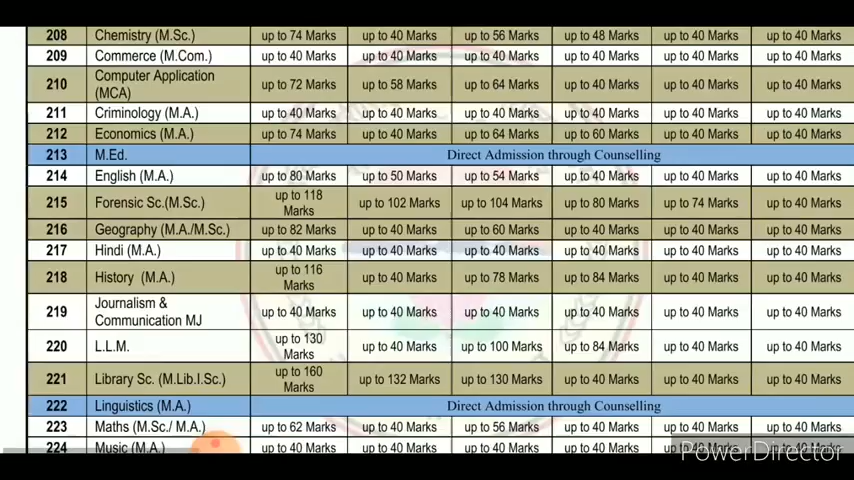 208 Chemistry (M.Sc.) up to 74 Marks up to 40 Marks up to 56 Marks up to 48 Marks up to 40 Marks up to 40 Marks
209 Commerce (M.Com.) up to 40 Marks up to 40 Marks up to 40 Marks up to 40 Marks up to 40 Marks up to 40 Marks
210 Computer Application (MCA) up to 72 Marks up to 58 Marks up to 64 Marks up to 40 Marks up to 40 Marks up to 40 Marks
211 Criminology (M.A.) up to 40 Marks up to 40 Marks up to 40 Marks up to 40 Marks up to 40 Marks up to 40 Marks
212 Economics (M.A.) up to 74 Marks up to 40 Marks up to 64 Marks up to 60 Marks up to 40 Marks up to 40 Marks
213 M.Ed. Direct Admission through Counselling
214 English (M.A.) up to 80 Marks up to 50 Marks up to 54 Marks up to 40 Marks up to 40 Marks up to 40 Marks
215 Forensic Sc.(M.Sc.) up to 118 Marks up to 102 Marks up to 104 Marks up to 80 Marks up to 74 Marks up to 40 Marks
216 Geography (M.A./M.Sc.) up to 82 Marks up to 40 Marks up to 60 Marks up to 40 Marks up to 40 Marks up to 40 Marks
217 Hindi (M.A.) up to 40 Marks up to 40 Marks up to 40 Marks up to 40 Marks up to 40 Marks up to 40 Marks
218 History (M.A.) up to 116 Marks up to 40 Marks up to 78 Marks up to 84 Marks up to 40 Marks up to 40 Marks
219 Journalism & Communication MJ up to 40 Marks up to 40 Marks up to 40 Marks up to 40 Marks up to 40 Marks up to 40 Marks
220 L.L.M. up to 130 Marks up to 40 Marks up to 100 Marks up to 84 Marks up to 40 Marks up to 40 Marks
221 Library Sc. (M.Lib.I.Sc.) up to 160 Marks up to 132 Marks up to 130 Marks up to 40 Marks up to 40 Marks up to 40 Marks
222 Linguistics (M.A.) Direct Admission through Counselling
223 Maths (M.Sc./ M.A.) up to 62 Marks up to 40 Marks up to 56 Marks up to 40 Marks up to 40 Marks up to 40 Marks
224 Music (M.A.) up to 40 Marks up to 40 Marks up to 40 Marks up to 40 Marks up to 40 Marks up to 40 Marks
PowerDirector